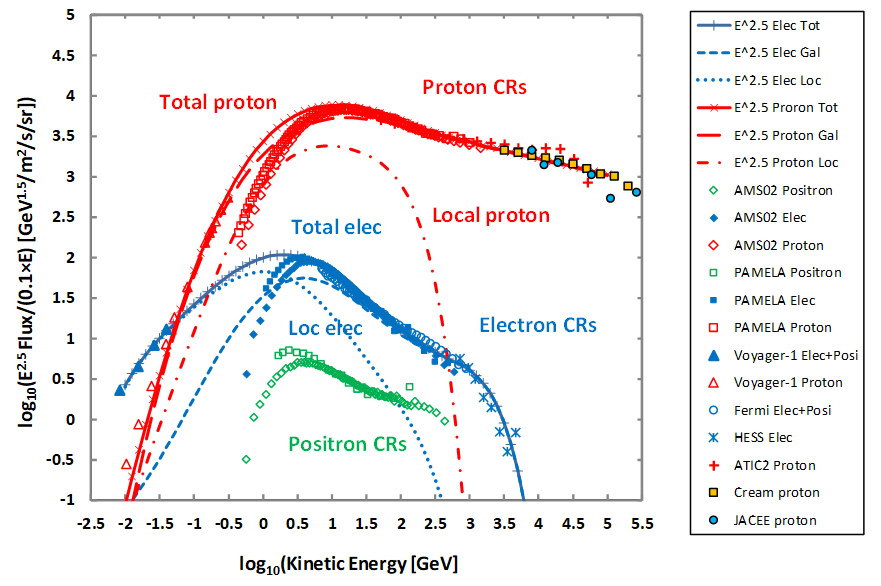 5
4.5
4
3.5
3
2.5
2
1.5
1
0.5
0
-0.5
-1
log10(E2.5 Flux/(0.1×E) [GeV1.5/m2/s/sr])
Total proton
Proton CRs
Local proton
Total elec
Loc elec
Electron CRs
Positron CRs
-2.5 -2 -1.5 -1 -0.5 0 0.5 1 1.5 2 2.5 3 3.5 4 4.5 5 5.5
log10(Kinetic Energy [GeV]
E^2.5 Elec Tot
E^2.5 Elec Gal
E^2.5 Elec Loc
E^2.5 Proron Tot
E^2.5 Proton Gal
E^2.5 Proton Loc
AMS02 Positron
AMS02 Elec
AMS02 Proton
PAMELA Positron
PAMELA Elec
PAMELA Proton
Voyager-1 Elec+Posi
Voyager-1 Proton
Fermi Elec+Posi
HESS Elec
ATIC2 Proton
Cream proton
JACEE proton